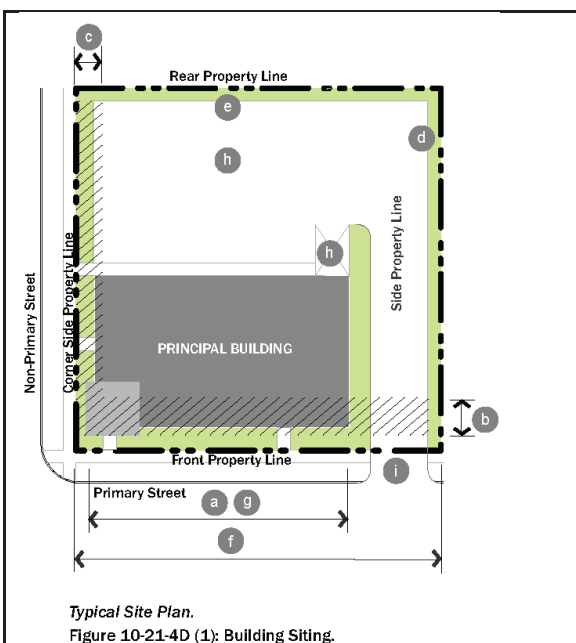 c
Rear Property Line
e
d
h
Side Property Line
h
Non-Primary Street
Corner Side Property Line
PRINCIPAL BUILDING
b
Front Property Line
i
Primary Street
a g
f
Typical Site Plan.
Figure 10-21-4D (1): Building Siting.